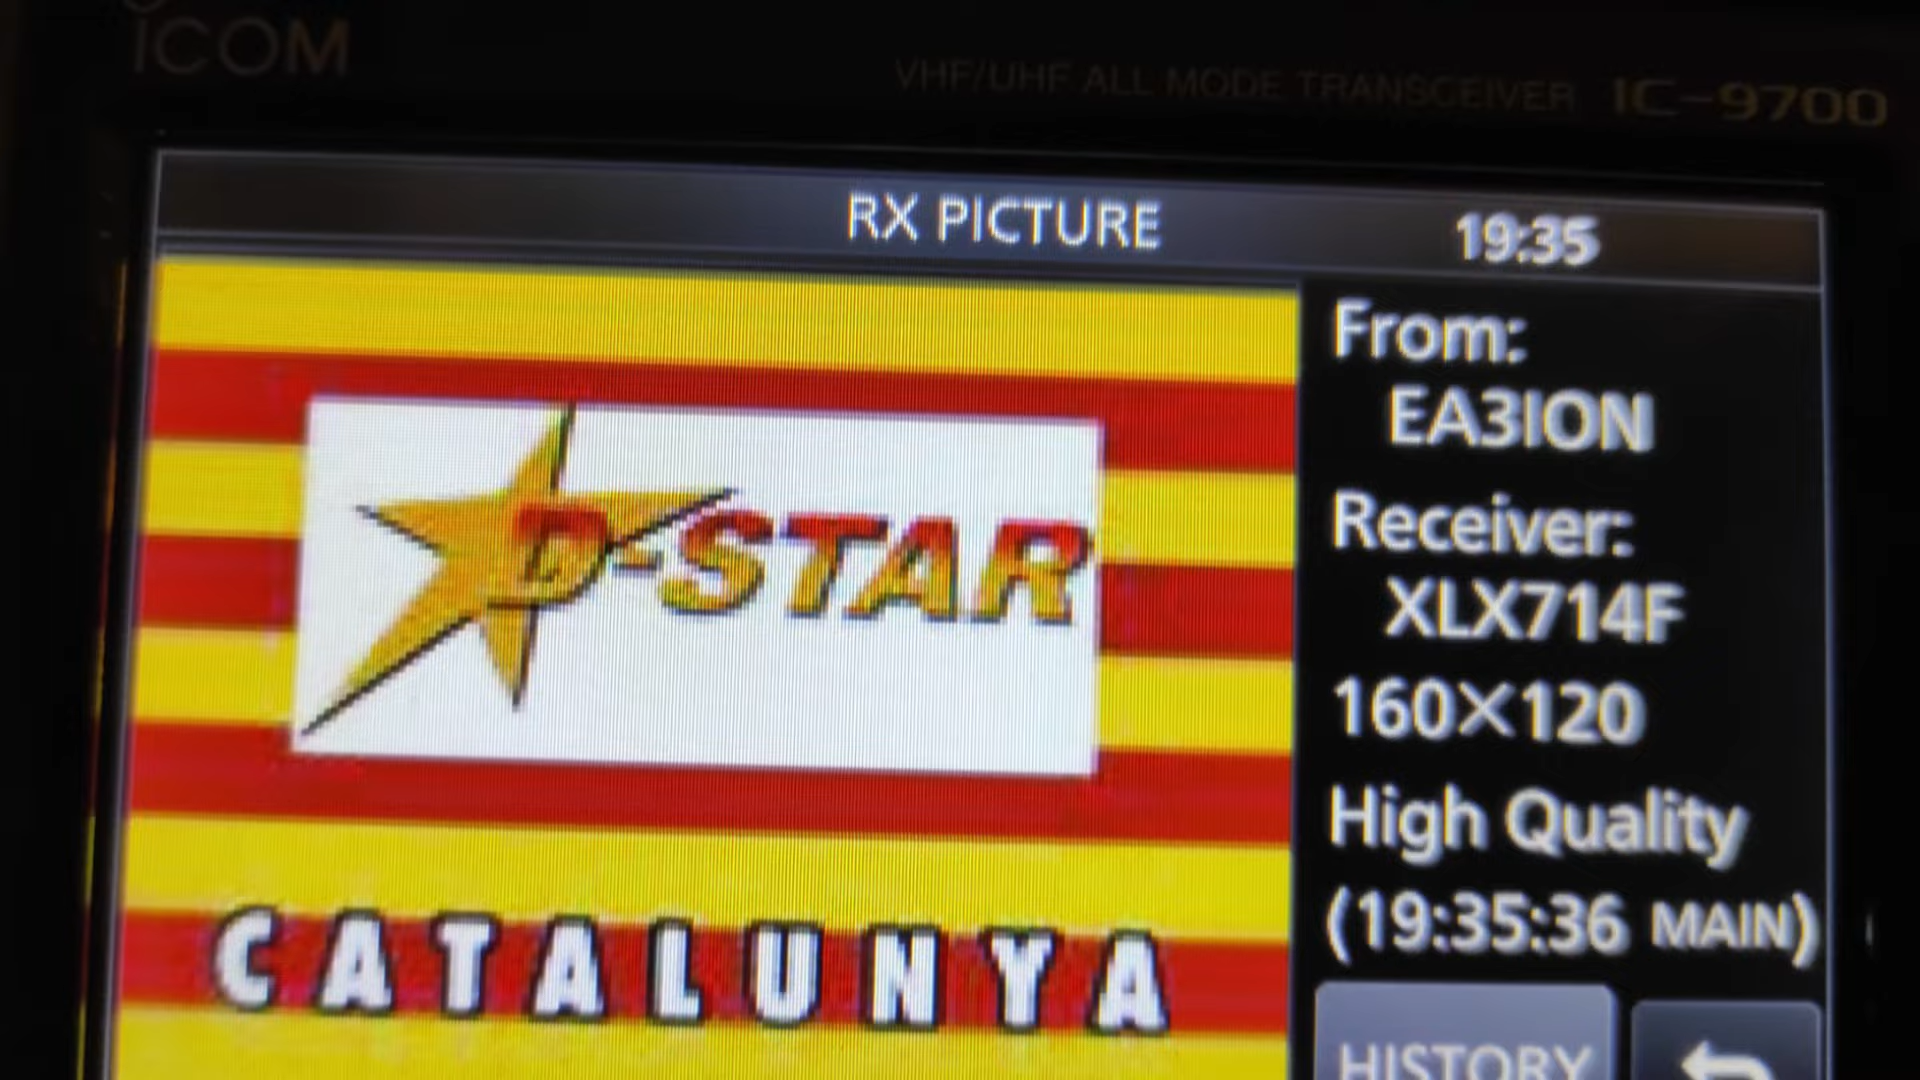 ICOM
VHF/UHF ALL MODE TRANSCEIVER IC-9700
RX PICTURE 19:35
D-STAR
CATALUNYA
From:
EA3ION
Receiver:
XLX714F
160×120
High Quality
(19:35:36 MAIN)
HISTORY